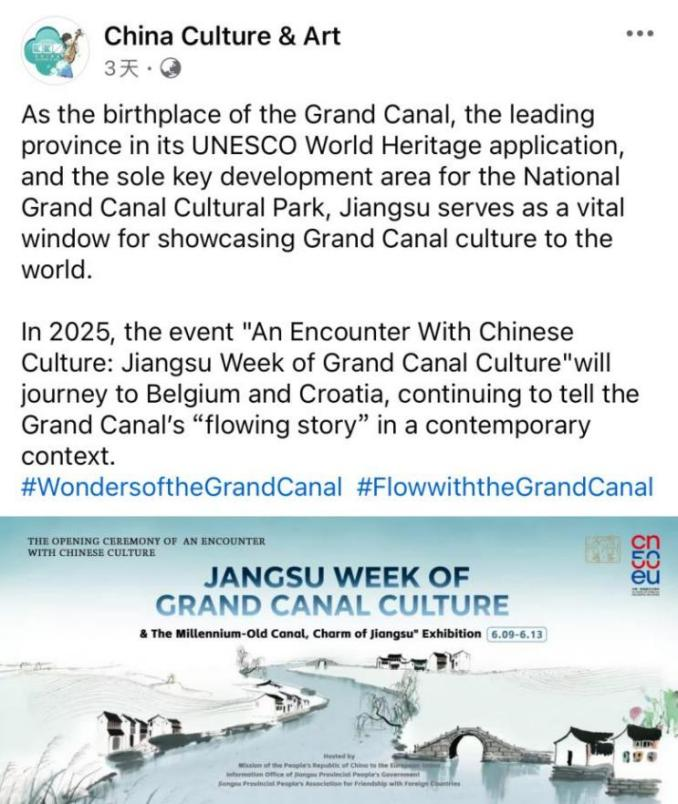 China Culture & Art
3天
As the birthplace of the Grand Canal, the leading
province in its UNESCO World Heritage application,
and the sole key development area for the National
Grand Canal Cultural Park, Jiangsu serves as a vital
window for showcasing Grand Canal culture to the
world.
In 2025, the event "An Encounter With Chinese
Culture: Jiangsu Week of Grand Canal Culture"will
journey to Belgium and Croatia, continuing to tell the
Grand Canal's “flowing story” in a contemporary
context.
#WondersoftheGrandCanal #FlowwiththeGrandCanal
THE OPENING CEREMONY OF AN ENCOUNTER
WITH CHINESE CULTURE
cn
50
eu
JANGSU WEEK OF
GRAND CANAL CULTURE
& The Millennium-Old Canal, Charm of Jiangsu" Exhibition 6.09-6.13
Hosted by
Mission of the People's Republic of China to the European
Information Office of Jiangsu Provincial People's Government
Jiangsu Provincial People's Association for Friendship with Foreign Countries